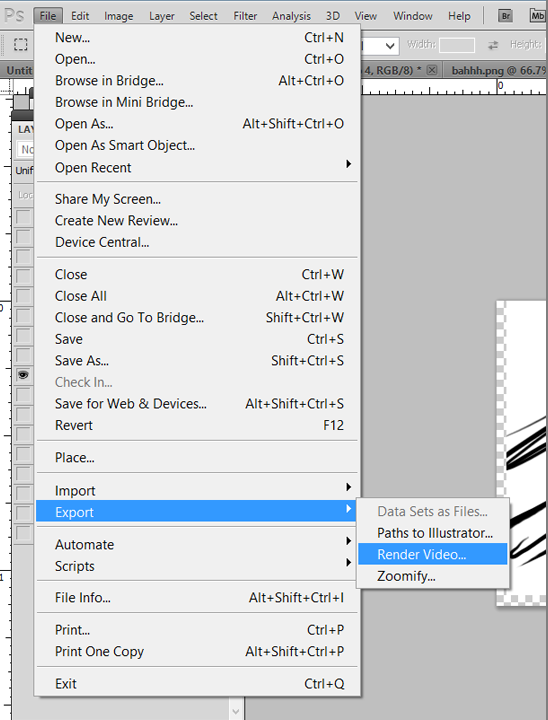 Ps File Edit Image Layer Select Filter Analysis 3D View Window Help Br Mb
Width: Height:
4, RGB/8) * bahhh.png @ 66.7%
New... Ctrl+N
Open... Ctrl+O
Browse in Bridge... Alt+Ctrl+O
Browse in Mini Bridge...
Open As... Alt+Shift+Ctrl+O
Open As Smart Object...
Open Recent
Share My Screen...
Create New Review...
Device Central...
Close Ctrl+W
Close All Alt+Ctrl+W
Close and Go To Bridge... Shift+Ctrl+W
Save Ctrl+S
Save As... Shift+Ctrl+S
Check In...
Save for Web & Devices... Alt+Shift+Ctrl+S
Revert F12
Place...
Import
Export
Data Sets as Files...
Paths to Illustrator...
Render Video...
Zoomify...
Automate
Scripts
File Info... Alt+Shift+Ctrl+I
Print... Ctrl+P
Print One Copy Alt+Shift+Ctrl+P
Exit Ctrl+Q